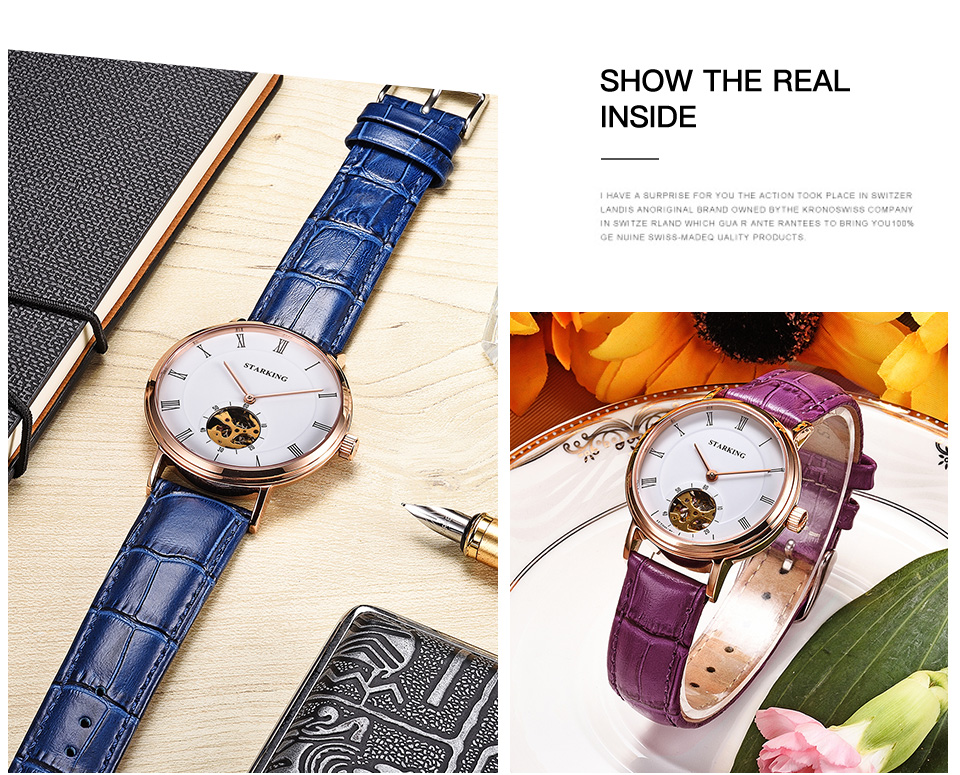 SHOW THE REAL
INSIDE
I HAVE A SURPRISE FOR YOU THE ACTION TOOK PLACE IN SWITZER
LANDIS ANORIGINAL BRAND OWNED BYTHE KRONOSWISS COMPANY
IN SWITZE RLAND WHICH GUA R ANTE RANTEES TO BRING YOU100%
GE NUINE SWISS-MADEQ UALITY PRODUCTS:
STARKING
STARKING